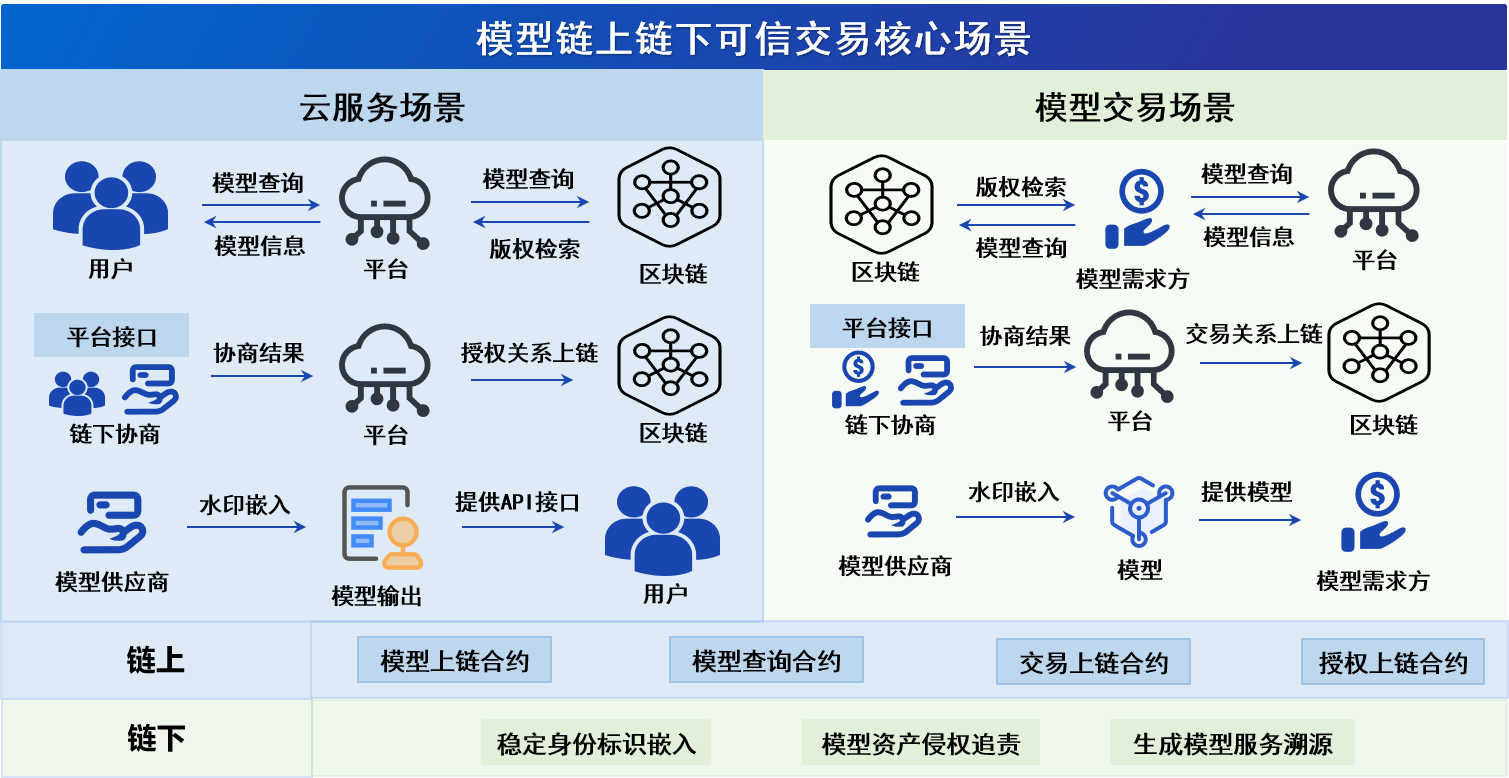 模型链上链下可信交易核心场景
云服务场景
模型查询
模型信息
模型查询
版权检索
用户
平台
区块链
平台接口
协商结果
授权关系上链
链下协商
平台
区块链
水印嵌入
提供API接口
模型供应商
模型输出
用户
模型交易场景
版权检索
模型查询
模型查询
模型信息
区块链
模型需求方
平台
平台接口
协商结果
交易关系上链
链下协商
平台
区块链
水印嵌入
提供模型
模型供应商
模型
模型需求方
链上
模型上链合约
模型查询合约
交易上链合约
授权上链合约
链下
稳定身份标识嵌入
模型资产侵权追责
生成模型服务溯源